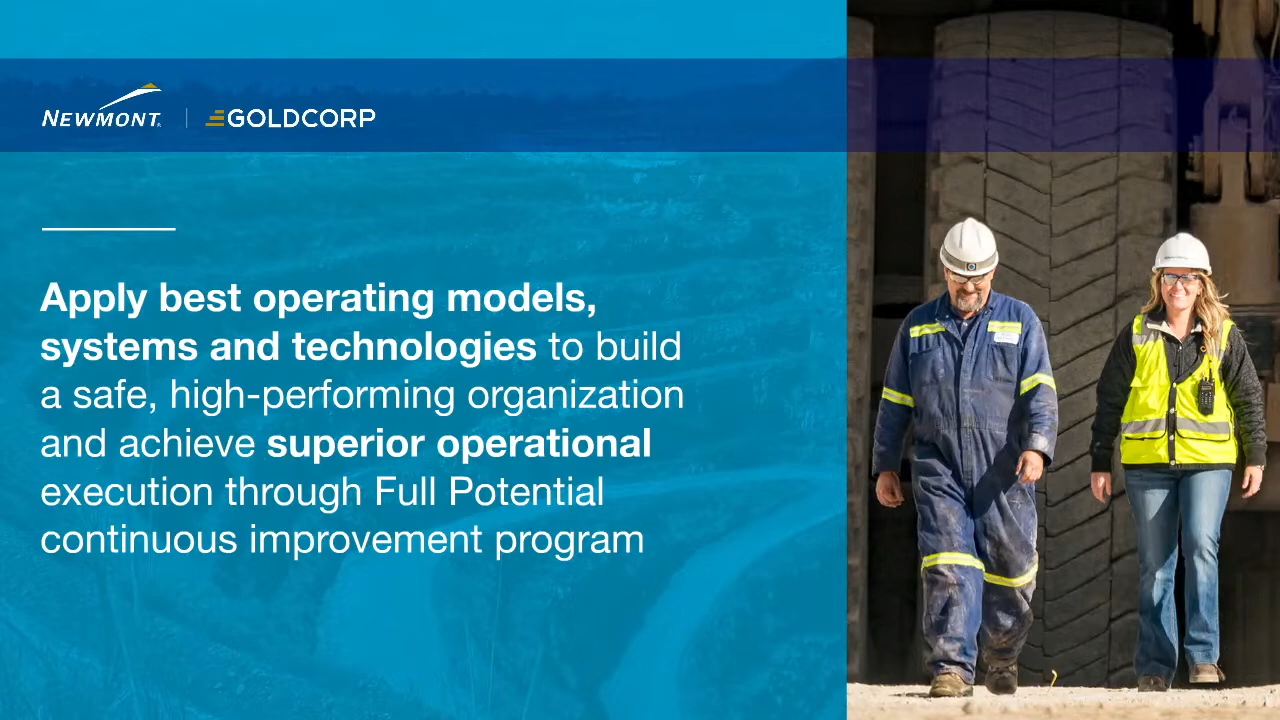 NEWMONT
GOLDCORP
Apply best operating models,
systems and technologies to build
a safe, high-performing organization
and achieve superior operational
execution through Full Potential
continuous improvement program